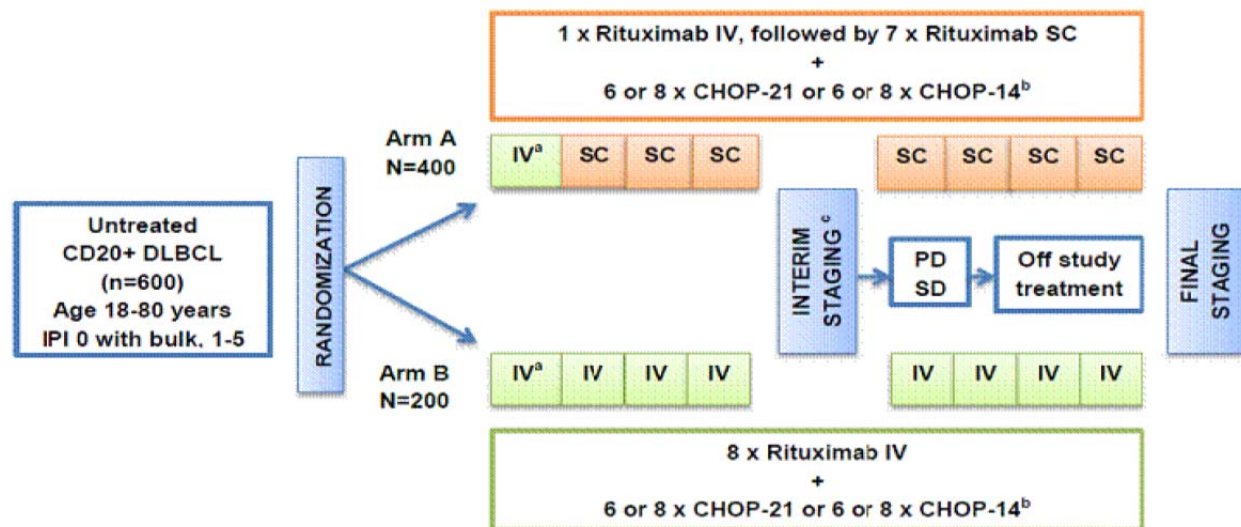 1 x Rituximab IV, followed by 7 x Rituximab SC
+
6 or 8 x CHOP-21 or 6 or 8 x CHOP-14ᵇ
Arm A
N=400
IVᵃ SC SC SC
SC SC SC SC
Untreated
CD20+ DLBCL
(n=600)
Age 18-80 years
IPI 0 with bulk, 1-5
RANDOMIZATION
INTERIM
STAGING ᶜ
PD
SD
Off study
treatment
FINAL
STAGING
Arm B
N=200
IVᵃ IV IV IV
IV IV IV IV
8 x Rituximab IV
+
6 or 8 x CHOP-21 or 6 or 8 x CHOP-14ᵇ